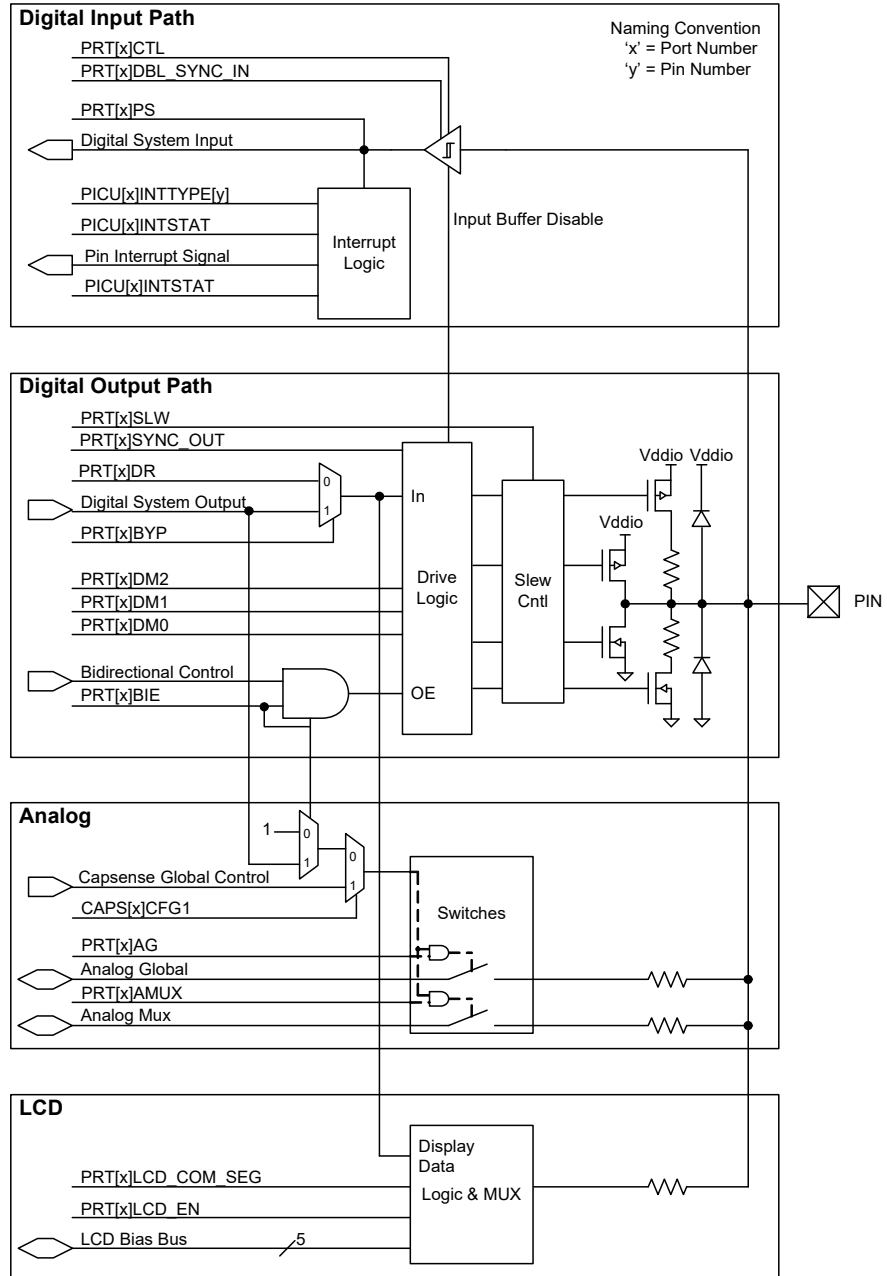 Digital Input Path
Naming Convention
'x' = Port Number
'y' = Pin Number
PRT[x]CTL
PRT[x]DBL_SYNC_IN
PRT[x]PS
Digital System Input
PICU[x]INTTYPE[y]
PICU[x]INTSTAT
Pin Interrupt Signal
PICU[x]INTSTAT
Interrupt
Logic
Input Buffer Disable
Digital Output Path
PRT[x]SLW
PRT[x]SYNC_OUT
PRT[x]DR
Digital System Output
PRT[x]BYP
0
1
PRT[x]DM2
PRT[x]DM1
PRT[x]DM0
Bidirectional Control
PRT[x]BIE
In
Drive
Logic
OE
Slew
Cntl
Vddio Vddio
Vddio
PIN
Analog
1
0
1
0
1
Capsense Global Control
CAPS[x]CFG1
PRT[x]AG
Analog Global
PRT[x]AMUX
Analog Mux
Switches
LCD
PRT[x]LCD_COM_SEG
PRT[x]LCD_EN
LCD Bias Bus
5
Display
Data
Logic & MUX